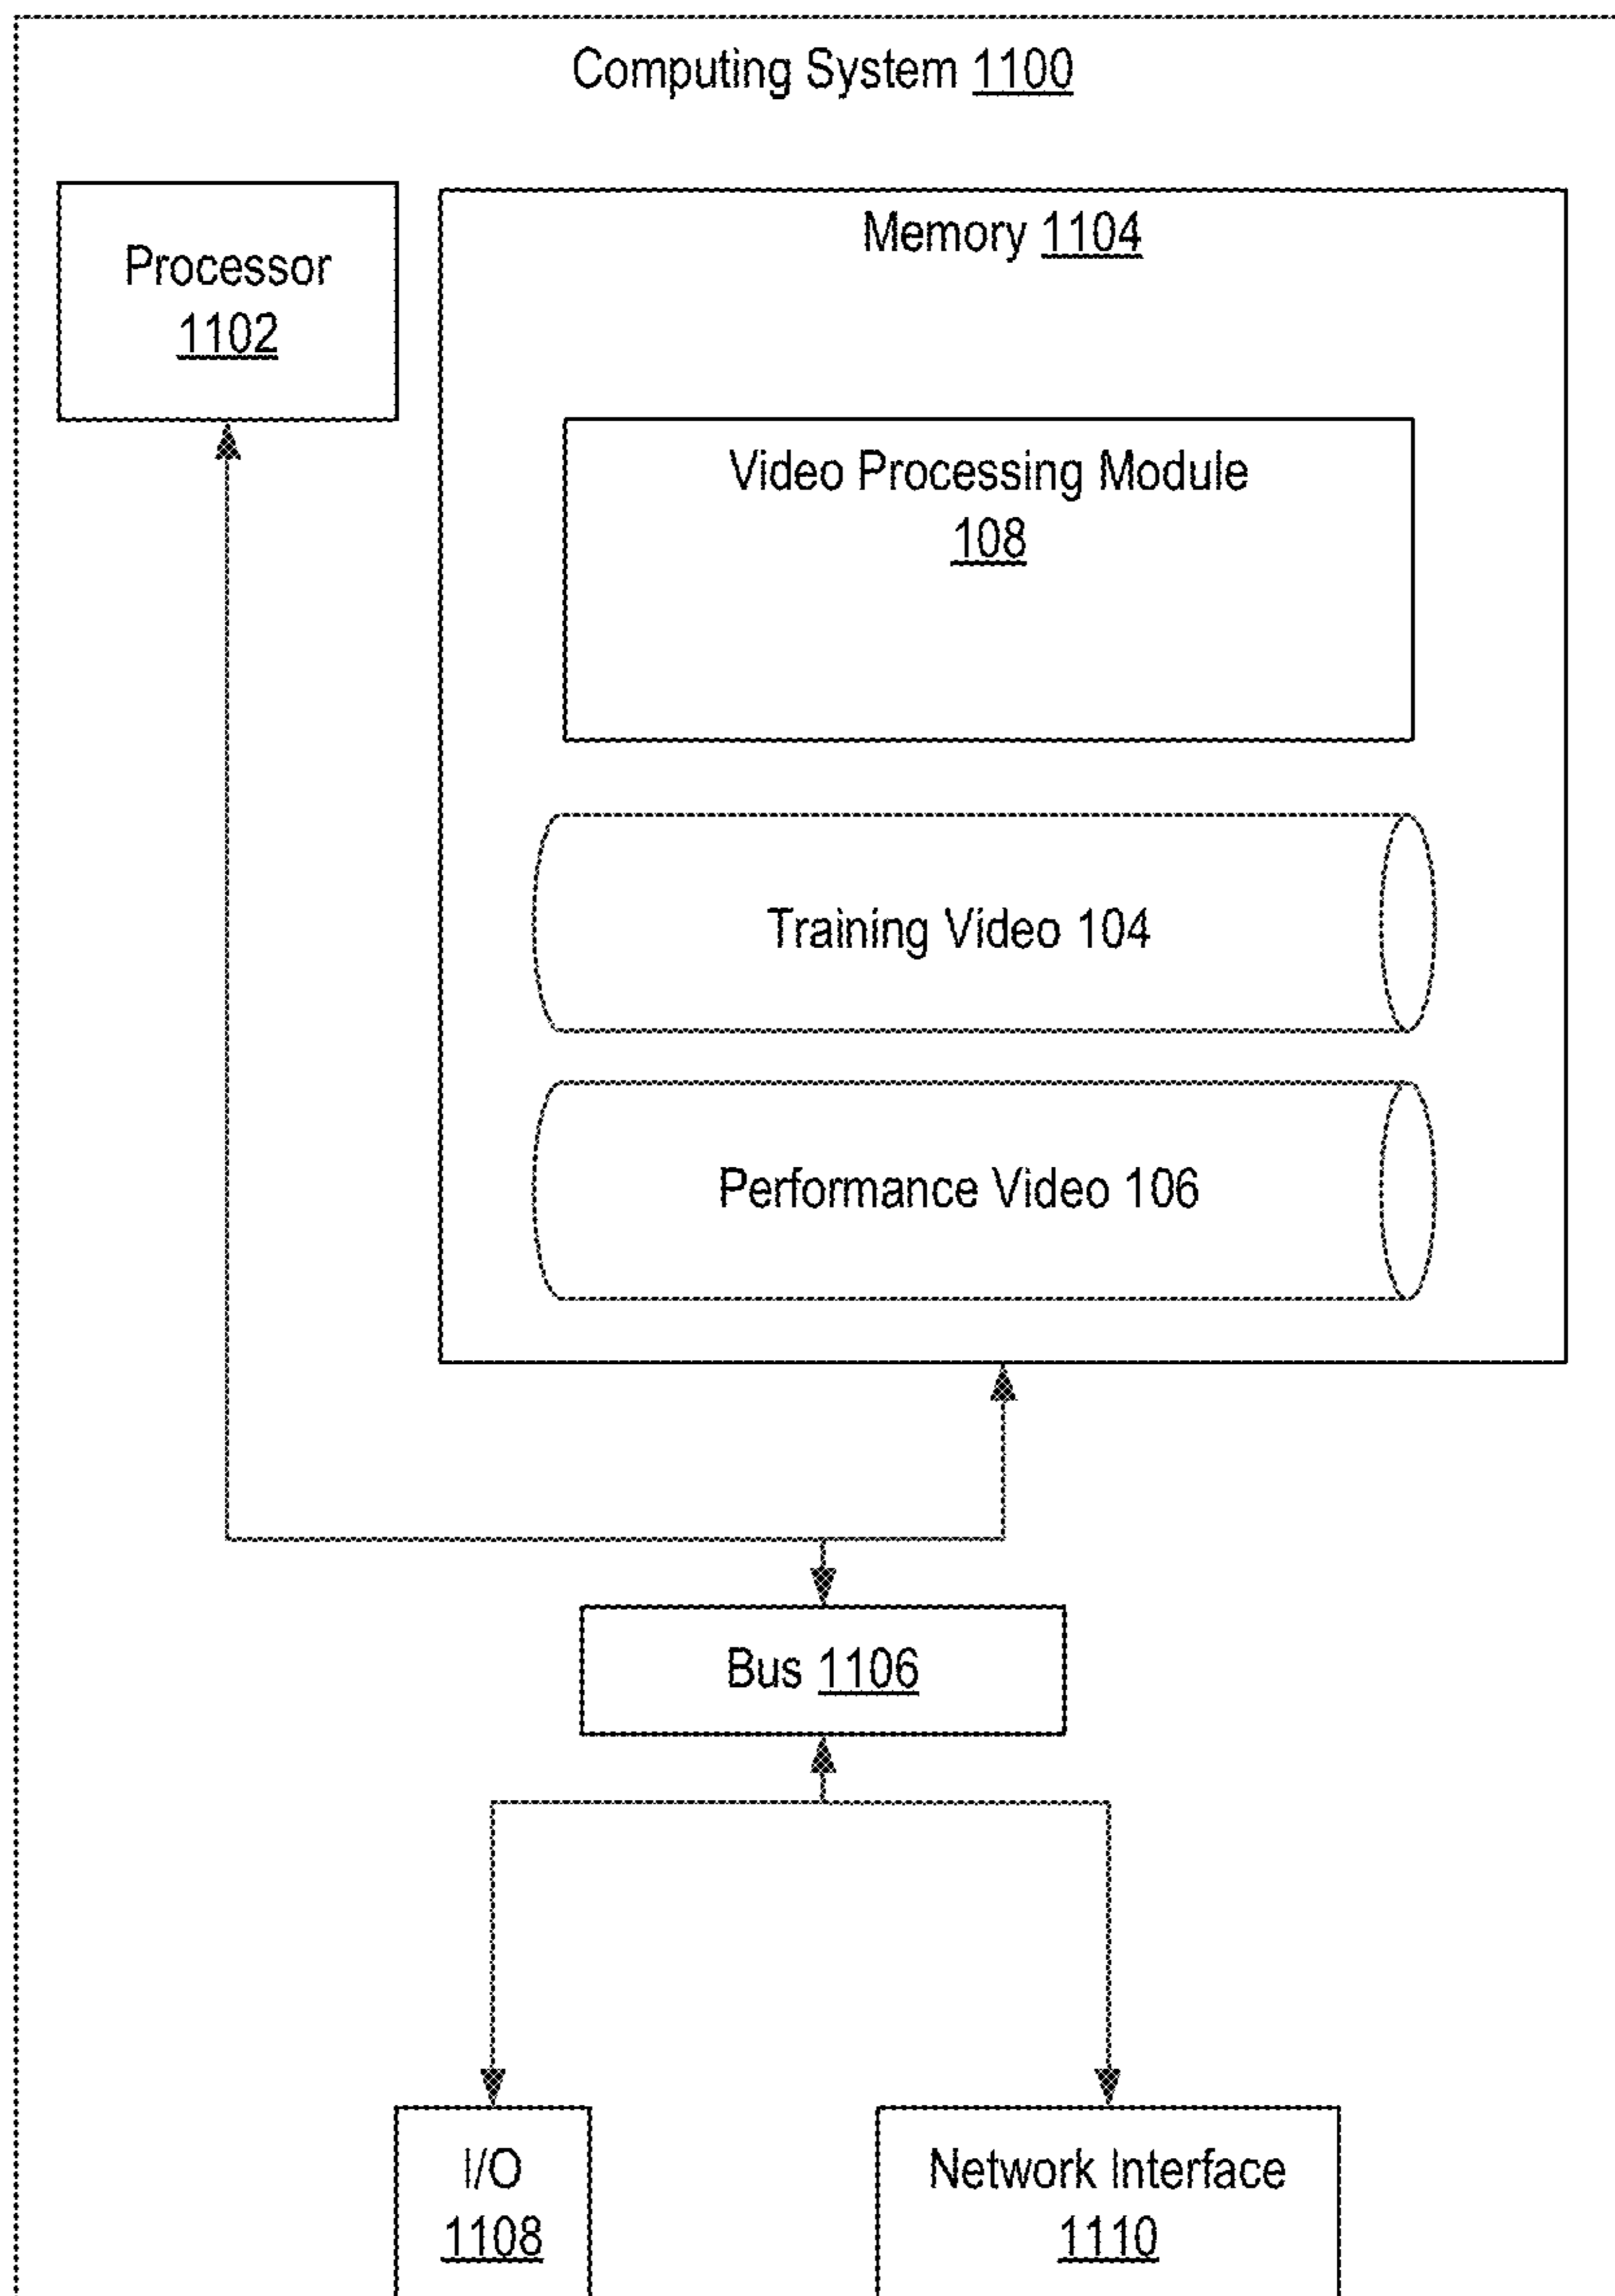 Computing System 1100
Processor
1102
Memory 1104
Video Processing Module
108
Training Video 104
Performance Video 106
Bus 1106
I/O
1108
Network Interface
1110